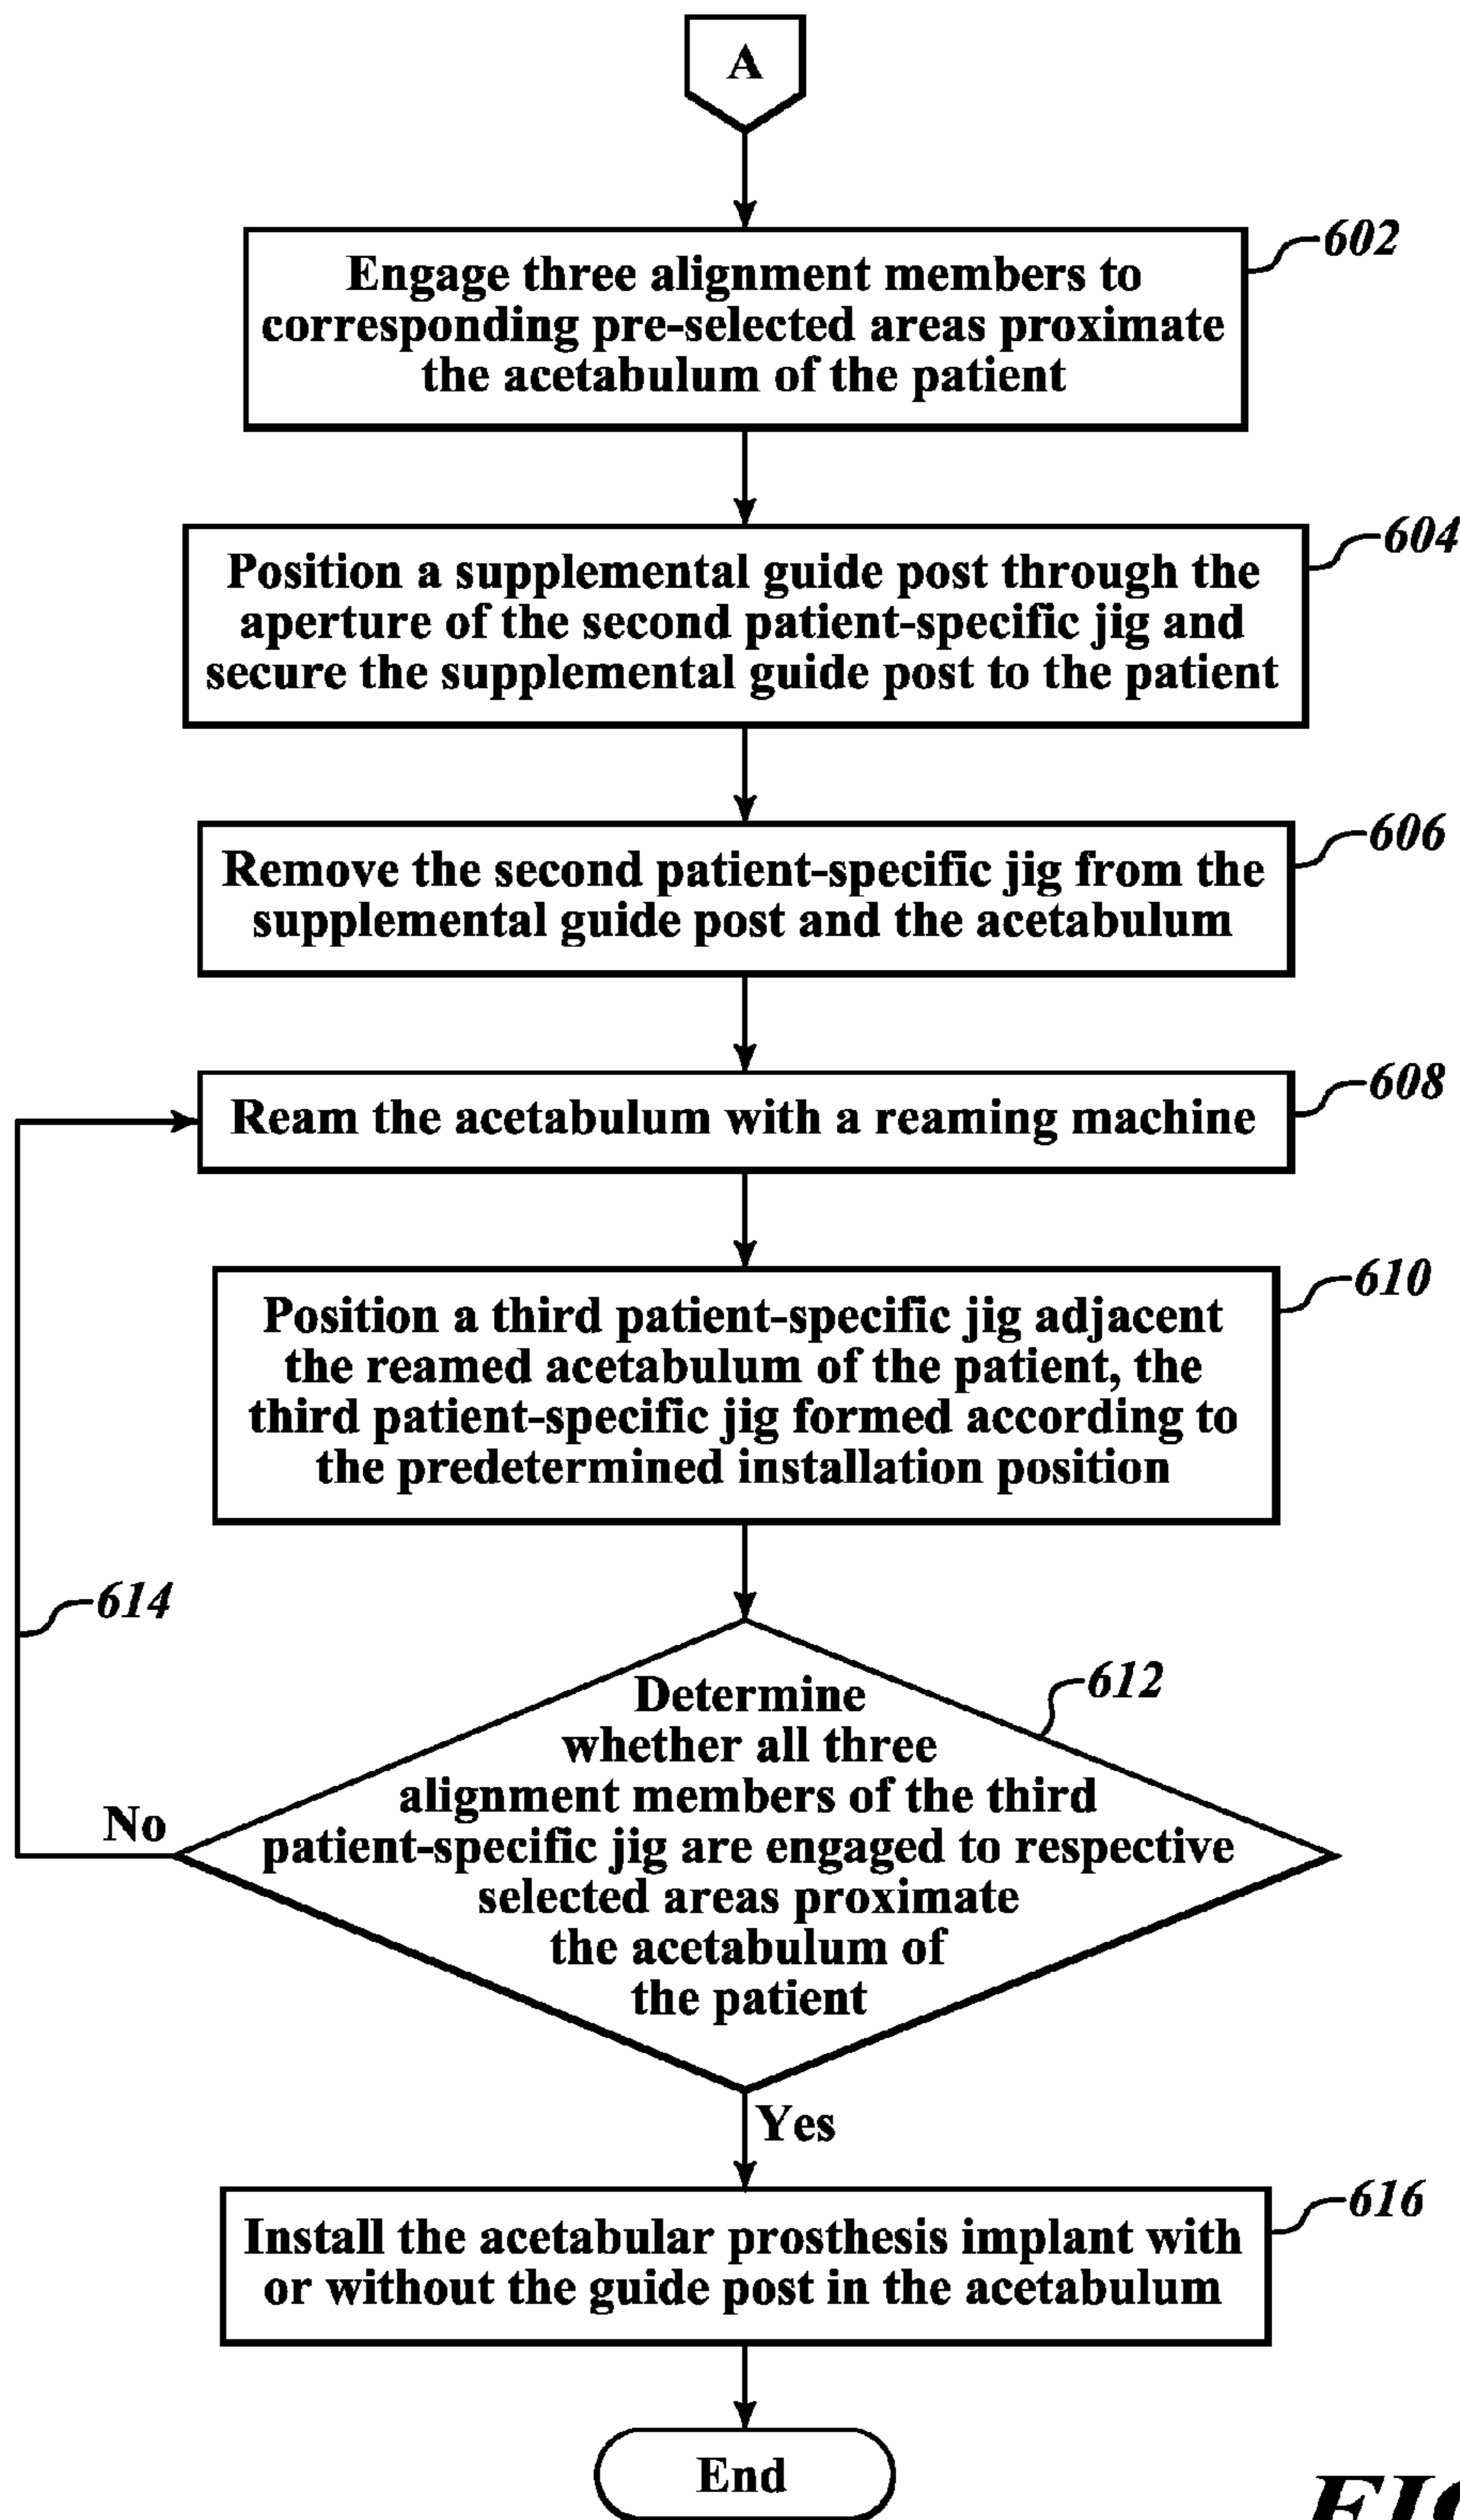 A
602
Engage three alignment members to
corresponding pre-selected areas proximate
the acetabulum of the patient
604
Position a supplemental guide post through the
aperture of the second patient-specific jig and
secure the supplemental guide post to the patient
606
Remove the second patient-specific jig from the
supplemental guide post and the acetabulum
608
Ream the acetabulum with a reaming machine
610
Position a third patient-specific jig adjacent
the reamed acetabulum of the patient, the
third patient-specific jig formed according to
the predetermined installation position
614
612
Determine
whether all three
alignment members of the third
patient-specific jig are engaged to respective
selected areas proximate
the acetabulum of
the patient
No
Yes
616
Install the acetabular prosthesis implant with
or without the guide post in the acetabulum
End